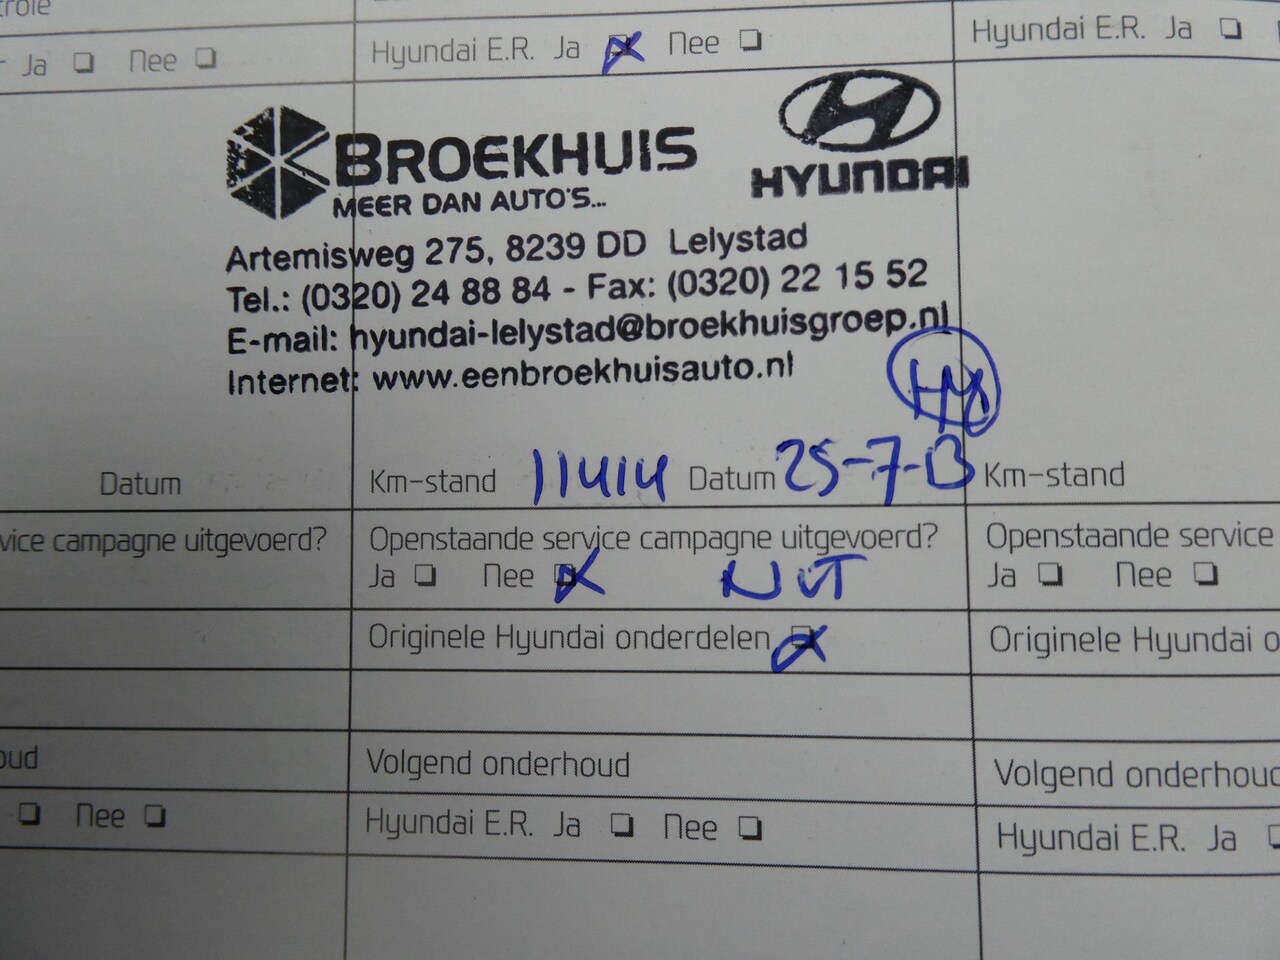 Ja Nee Hyundai E.R. Ja Nee Hyundai E.R. Ja
BROEKHUIS
MEER DAN AUTO'S...
HYUNDAI
Artemisweg 275, 8239 DD Lelystad
Tel.: (0320) 24 88 84 - Fax: (0320) 22 15 52
E-mail: hyundai-lelystad@broekhuisgroep.nl
Internet: www.eenbroekhuisauto.nl
Datum Km-stand 11414 Datum 25-7-13 Km-stand
vice campagne uitgevoerd? Openstaande service campagne uitgevoerd? Openstaande service
Ja Nee NVT Ja Nee
Originele Hyundai onderdelen Originele Hyundai o
oud Volgend onderhoud Volgend onderhoud
Nee Hyundai E.R. Ja Nee Hyundai E.R. Ja